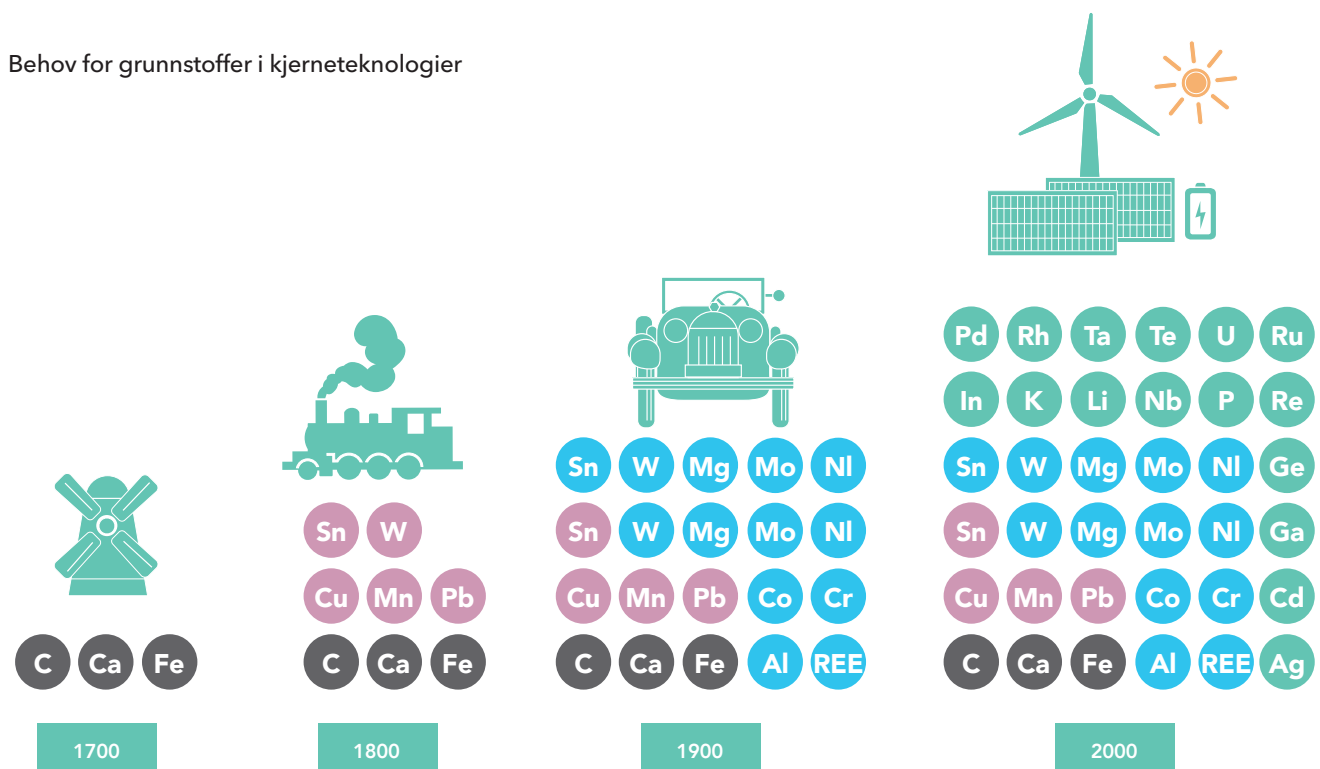 Behov for grunnstoffer i kjerneteknologier
Pd Rh Ta Te U Ru
In K Li Nb P Re
Sn W Mg Mo Nl Sn W Mg Mo Nl Ge
Sn W Sn W Mg Mo Nl Sn W Mg Mo Nl Ga
Cu Mn Pb Cu Mn Pb Co Cr Cu Mn Pb Co Cr Cd
C Ca Fe C Ca Fe C Ca Fe Al REE C Ca Fe Al REE Ag
1700 1800 1900 2000